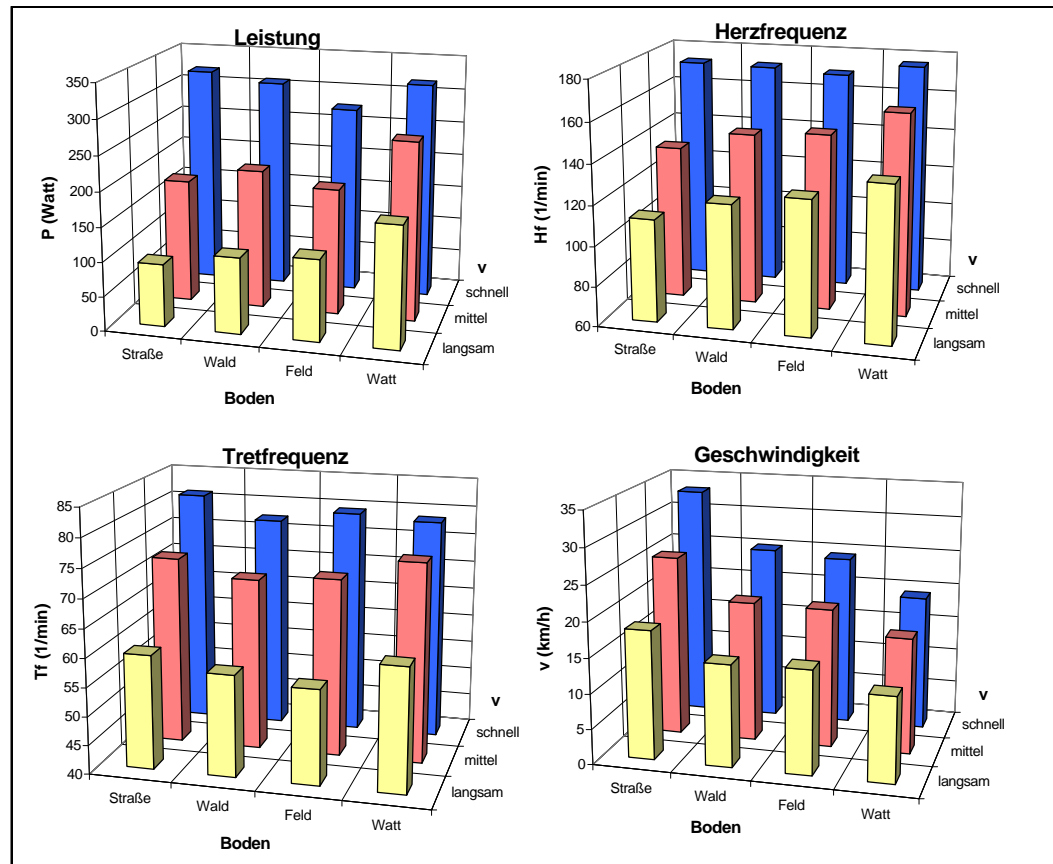 Leistung
350
300
250
200
150
100
50
0
P (Watt)
Straße
Wald
Feld
Watt
Boden
v
schnell
mittel
langsam
Herzfrequenz
180
160
140
120
100
80
60
Hf (1/min)
Straße
Wald
Feld
Watt
Boden
v
schnell
mittel
langsam
Tretfrequenz
85
80
75
70
65
60
55
50
45
40
Tf (1/min)
Straße
Wald
Feld
Watt
Boden
v
schnell
mittel
langsam
Geschwindigkeit
35
30
25
20
15
10
5
0
v (km/h)
Straße
Wald
Feld
Watt
Boden
v
schnell
mittel
langsam